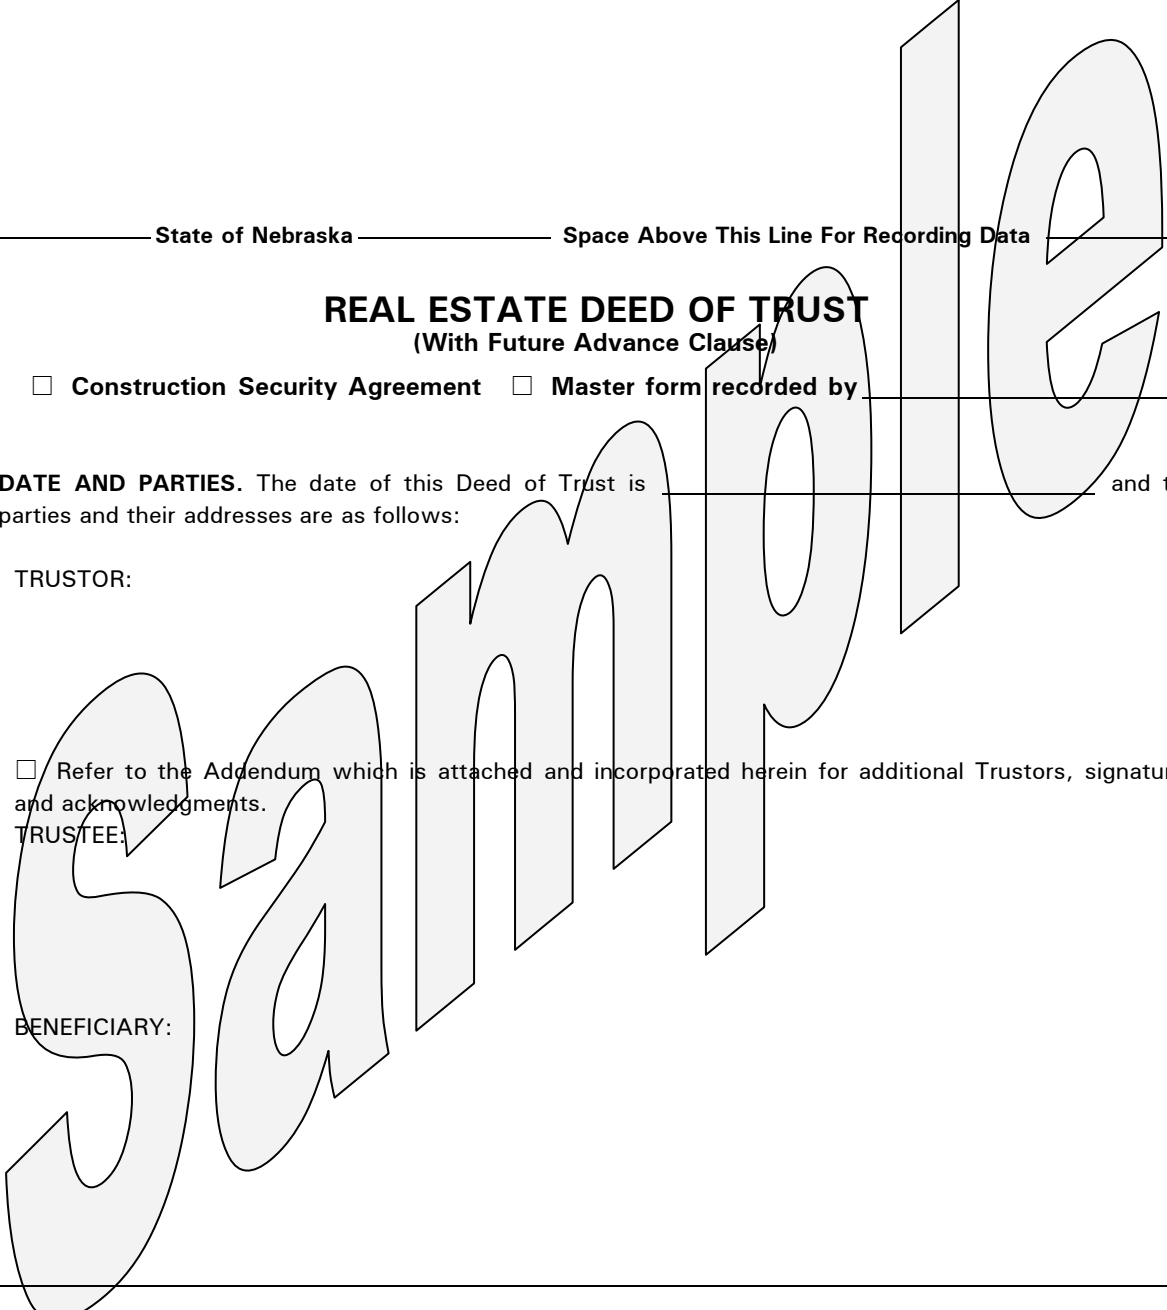 State of Nebraska Space Above This Line For Recording Data
REAL ESTATE DEED OF TRUST
(With Future Advance Clause)
☐ Construction Security Agreement ☐ Master form recorded by
DATE AND PARTIES. The date of this Deed of Trust is and
parties and their addresses are as follows:
TRUSTOR:
☐ Refer to the Addendum which is attached and incorporated herein for additional Trustors,
and acknowledgments.
TRUSTEE:
BENEFICIARY:
Sample